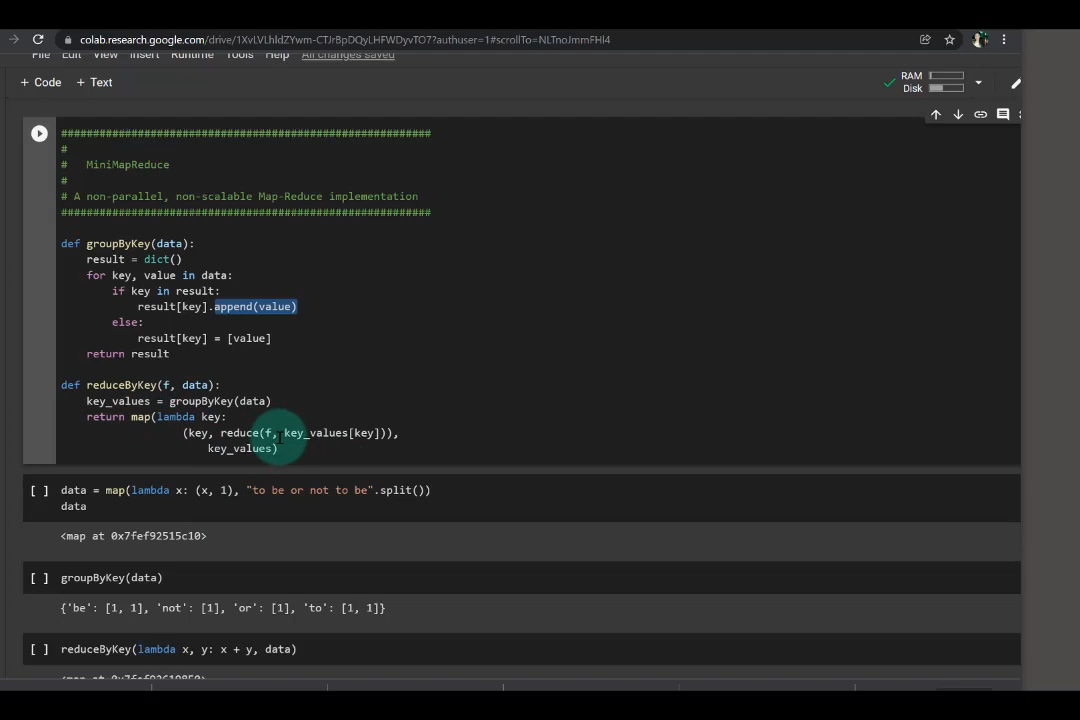 colab.research.google.com/drive/1XvLVLhldZYwm-CTJrBpDQyLHFWDyvTO7?authuser=1#scrollTo=NLTnoJmmFHl4
File Edit View Insert Runtime Tools Help All changes saved
+ Code + Text
RAM
Disk
##########################################################
#
# MiniMapReduce
#
# A non-parallel, non-scalable Map-Reduce implementation
##########################################################
def groupByKey(data):
result = dict()
for key, value in data:
if key in result:
result[key].append(value)
else:
result[key] = [value]
return result
def reduceByKey(f, data):
key_values = groupByKey(data)
return map(lambda key:
(key, reduce(f, key_values[key])),
key_values)
[ ] data = map(lambda x: (x, 1), "to be or not to be".split())
data
<map at 0x7fef92515c10>
[ ] groupByKey(data)
{'be': [1, 1], 'not': [1], 'or': [1], 'to': [1, 1]}
[ ] reduceByKey(lambda x, y: x + y, data)